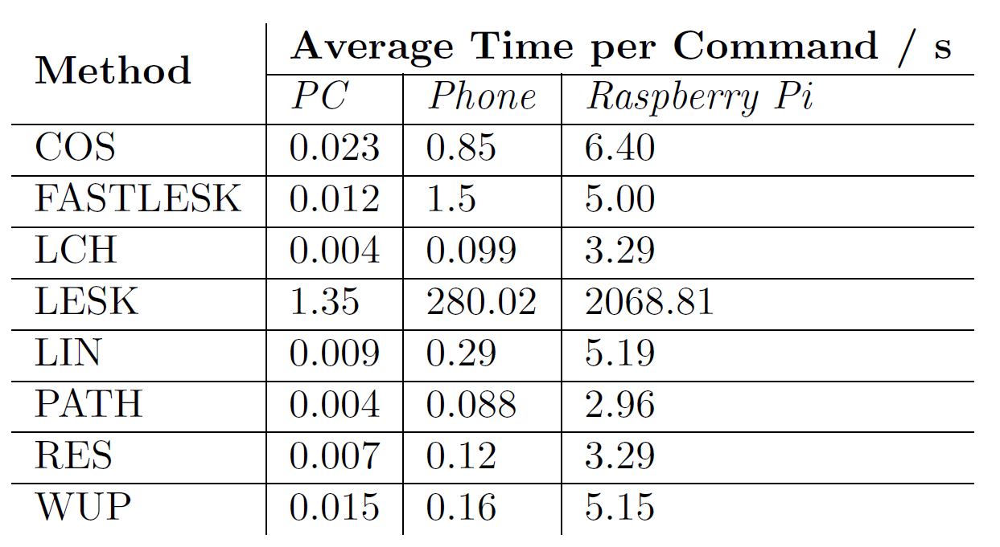 Method
Average Time per Command / s
PC Phone Raspberry Pi
COS 0.023 0.85 6.40
FASTLESK 0.012 1.5 5.00
LCH 0.004 0.099 3.29
LESK 1.35 280.02 2068.81
LIN 0.009 0.29 5.19
PATH 0.004 0.088 2.96
RES 0.007 0.12 3.29
WUP 0.015 0.16 5.15